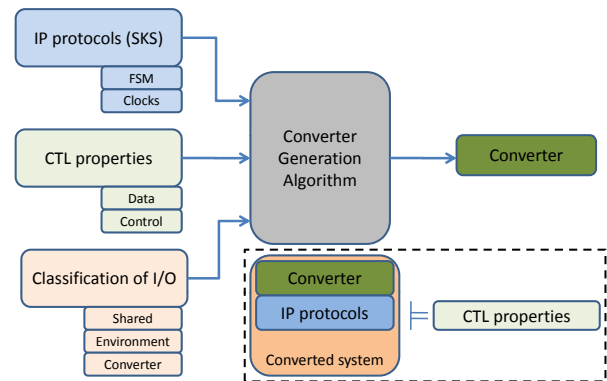 IP protocols (SKS)
FSM
Clocks
CTL properties
Data
Control
Classification of I/O
Shared
Environment
Converter
Converter
Generation
Algorithm
Converter
Converter
IP protocols
Converted system
CTL properties